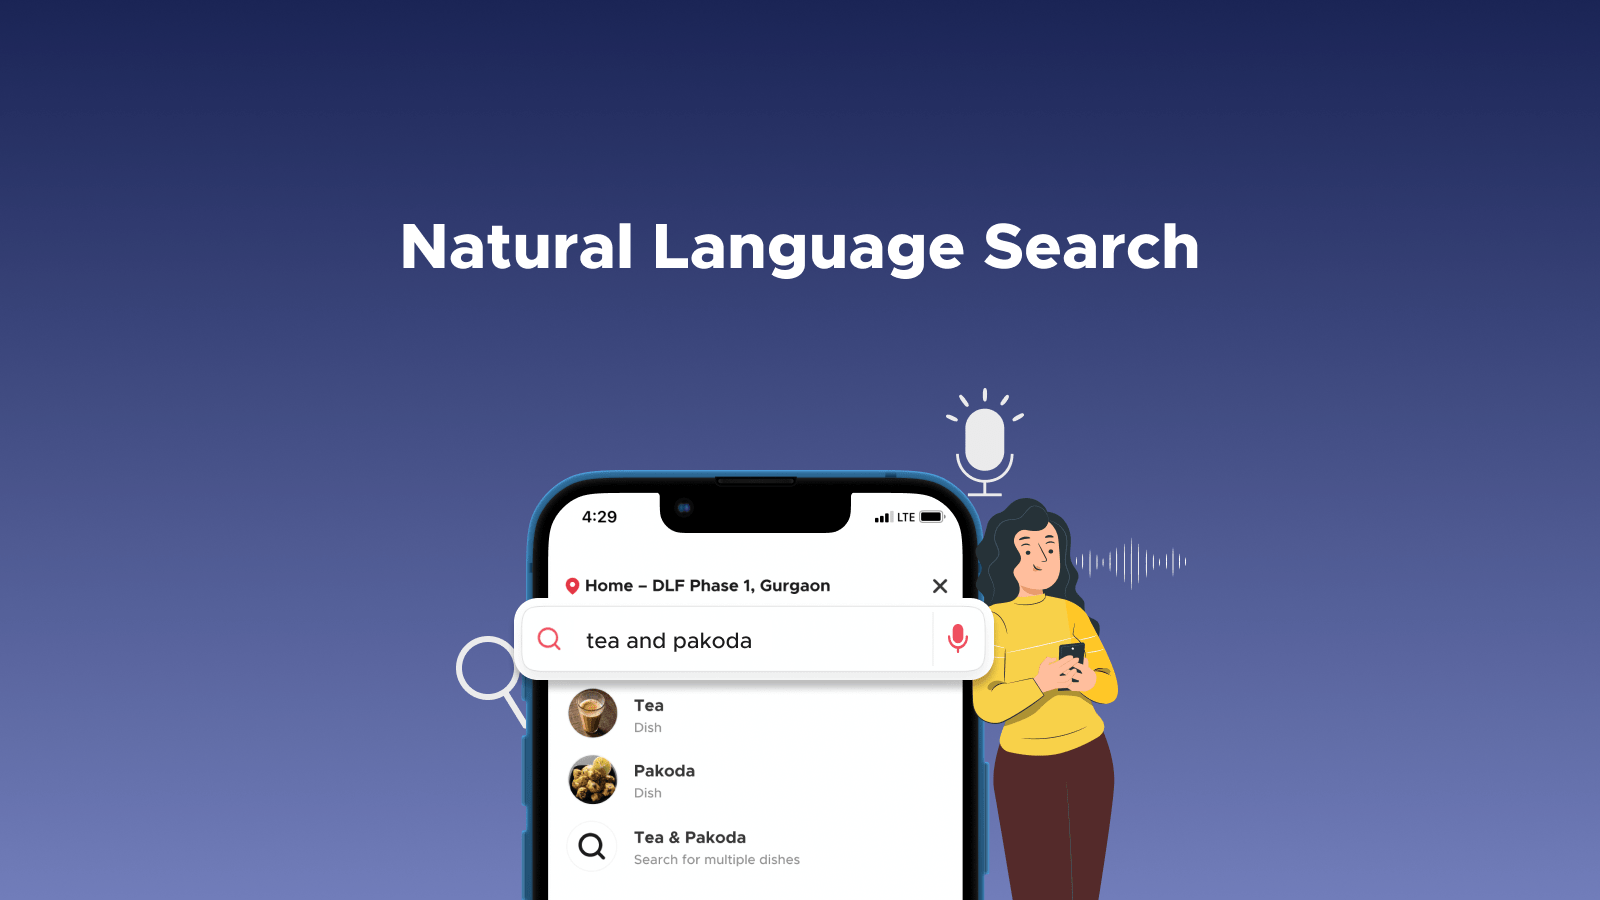 Natural Language Search
4:29
LTE
Home – DLF Phase 1, Gurgaon
tea and pakoda
Tea
Dish
Pakoda
Dish
Tea & Pakoda
Search for multiple dishes